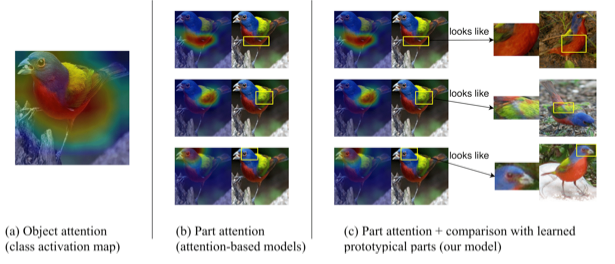 looks like
looks like
looks like
(a) Object attention
(class activation map)
(b) Part attention
(attention-based models)
(c) Part attention + comparison with learned
prototypical parts (our model)